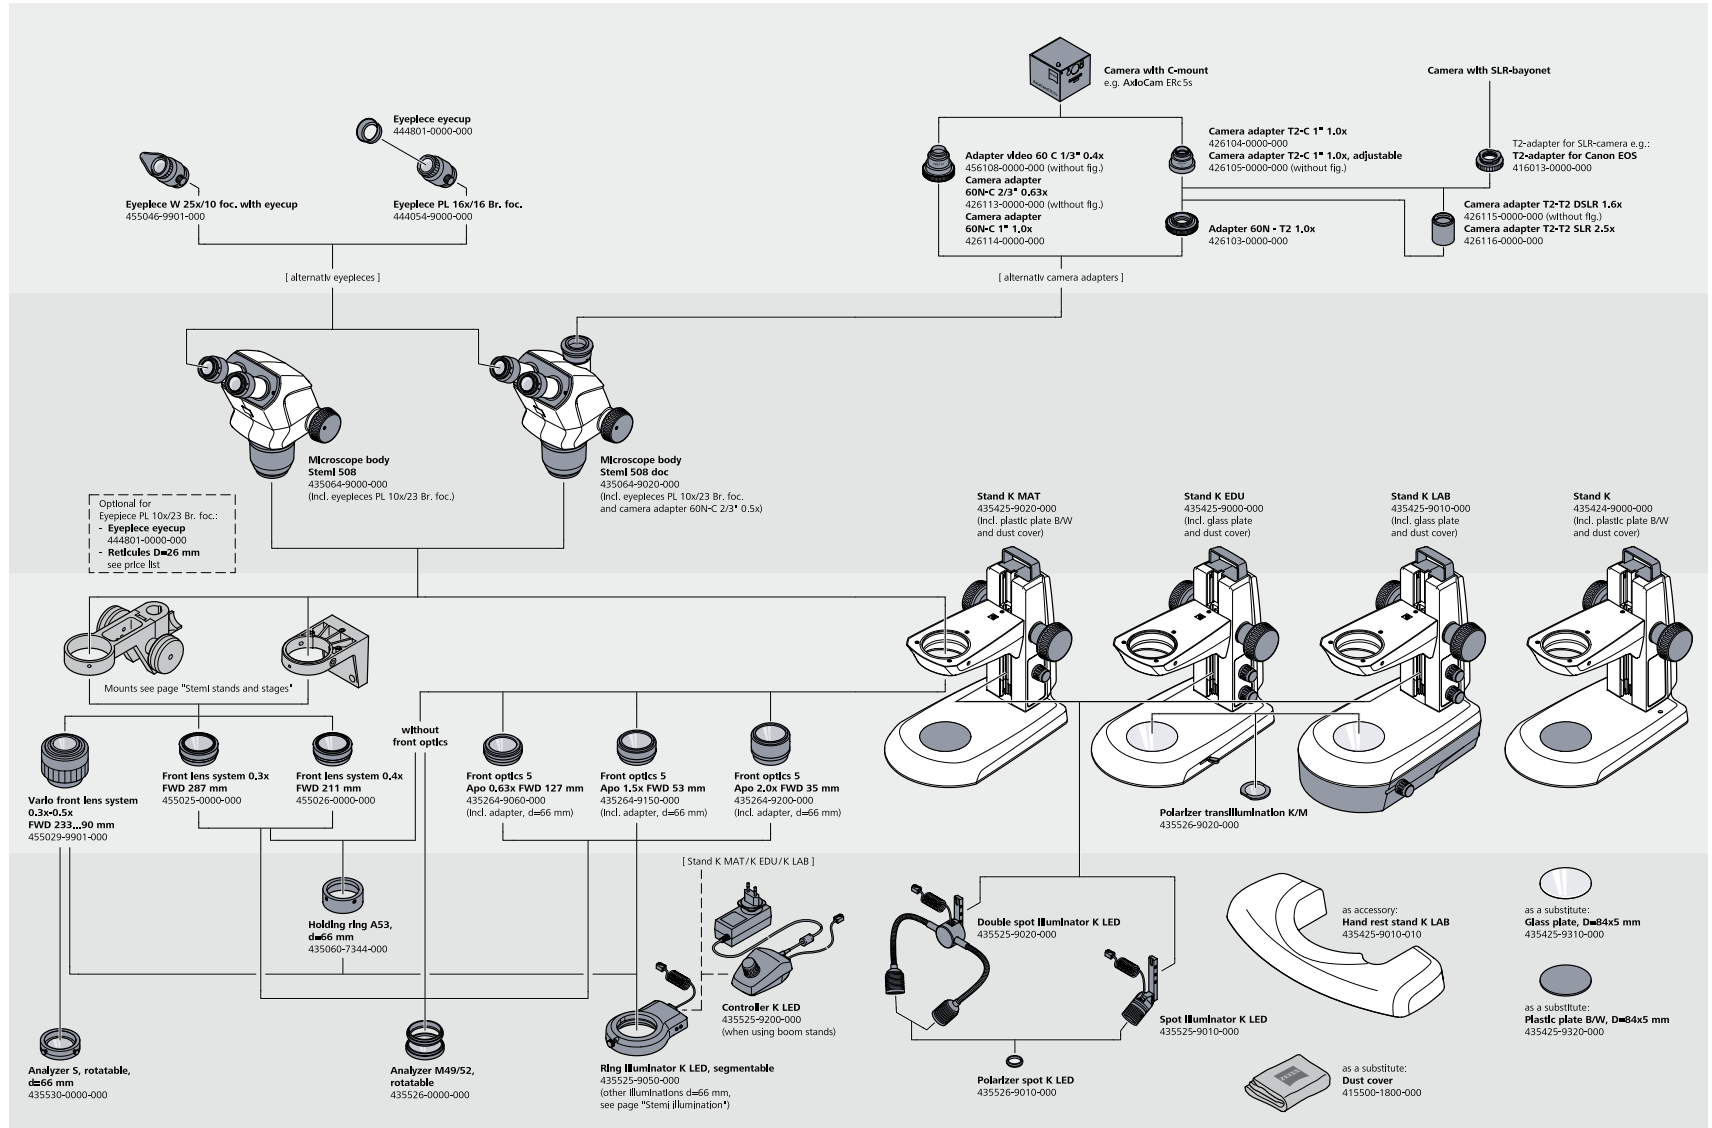 Camera with C-mount
e.g. AxioCam ERc 5s
Camera with SLR-bayonet
Eyepiece eyecup
444801-0000-000
Eyepiece W 25x/10 foc. with eyecup
455046-9901-000
Eyepiece PL 16x/16 Br. foc.
444054-9000-000
Adapter video 60 C 1/3" 0.4x
456108-0000-000 (without fig.)
Camera adapter
60N-C 2/3" 0.63x
426113-0000-000 (without fig.)
Camera adapter
60N-C 1" 1.0x
426114-0000-000
Camera adapter T2-C 1" 1.0x
426104-0000-000
Camera adapter T2-C 1" 1.0x, adjustable
426105-0000-000 (without fig.)
Adapter 60N - T2 1,0x
426103-0000-000
T2-adapter for SLR-camera e.g.:
T2-adapter for Canon EOS
416013-0000-000
Camera adapter T2-T2 DSLR 1.6x
426115-0000-000 (without fig.)
Camera adapter T2-T2 SLR 2.5x
426116-0000-000
[ alternativ eyepieces ]
[ alternativ camera adapters ]
Microscope body
Stemi 508
435064-9000-000
(Incl. eyepieces PL 10x/23 Br. foc.)
Microscope body
Stemi 508 doc
435064-9020-000
(Incl. eyepieces PL 10x/23 Br. foc.
and camera adapter 60N-C 2/3" 0.5x)
Optional for
Eyepiece PL 10x/23 Br. foc.:
- Eyepiece eyecup
444801-0000-000
- Reticules D=26 mm
see price list
Stand K MAT
435425-9020-000
(Incl. plastic plate B/W
and dust cover)
Stand K EDU
435425-9000-000
(Incl. glass plate
and dust cover)
Stand K LAB
435425-9010-000
(Incl. glass plate
and dust cover)
Stand K
435424-9000-000
(Incl. plastic plate B/W
and dust cover)
Mounts see page "Stemi stands and stages"
without
front optics
Vario front lens system
0.3x-0.5x
FWD 233...90 mm
455029-9901-000
Front lens system 0.3x
FWD 287 mm
455025-0000-000
Front lens system 0.4x
FWD 211 mm
455026-0000-000
Front optics 5
Apo 0.63x FWD 127 mm
435264-9060-000
(Incl. adapter, d=66 mm)
Front optics 5
Apo 1.5x FWD 53 mm
435264-9150-000
(Incl. adapter, d=66 mm)
Front optics 5
Apo 2.0x FWD 35 mm
435264-9200-000
(Incl. adapter, d=66 mm)
Polarizer transillumination K/M
435526-9020-000
[ Stand K MAT/K EDU/K LAB ]
Holding ring A53,
d=66 mm
435060-7344-000
Controller K LED
435525-9200-000
(when using boom stands)
Double spot illuminator K LED
435525-9020-000
Spot illuminator K LED
435525-9010-000
as accessory:
Hand rest stand K LAB
435425-9010-010
as a substitute:
Glass plate, D=84x5 mm
435425-9310-000
as a substitute:
Plastic plate B/W, D=84x5 mm
435425-9320-000
Analyzer S, rotatable,
d=66 mm
435530-0000-000
Analyzer M49/52,
rotatable
435526-0000-000
Ring illuminator K LED, segmentable
435525-9050-000
(other illuminations d=66 mm,
see page "Stemi illumination")
Polarizer spot K LED
435526-9010-000
as a substitute:
Dust cover
415500-1800-000